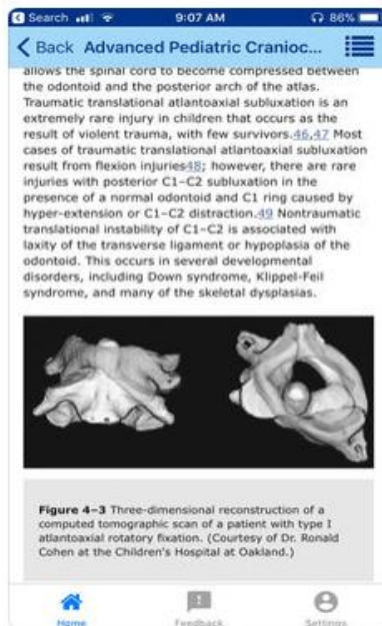 Search 9:07 AM 86%
Back Advanced Pediatric Cranioc...
allows the spinal cord to become compressed between
the odontoid and the posterior arch of the atlas.
Traumatic translational atlantoaxial subluxation is an
extremely rare injury in children that occurs as the
result of violent trauma, with few survivors.46,47 Most
cases of traumatic translational atlantoaxial subluxation
result from flexion injuries48; however, there are rare
injuries with posterior C1–C2 subluxation in the
presence of a normal odontoid and C1 ring caused by
hyper-extension or C1–C2 distraction.49 Nontraumatic
translational instability of C1–C2 is associated with
laxity of the transverse ligament or hypoplasia of the
odontoid. This occurs in several developmental
disorders, including Down syndrome, Klippel-Feil
syndrome, and many of the skeletal dysplasias.
Figure 4–3 Three-dimensional reconstruction of a
computed tomographic scan of a patient with type I
atlantoaxial rotatory fixation. (Courtesy of Dr. Ronald
Cohen at the Children's Hospital at Oakland.)
Home Feedback Settings